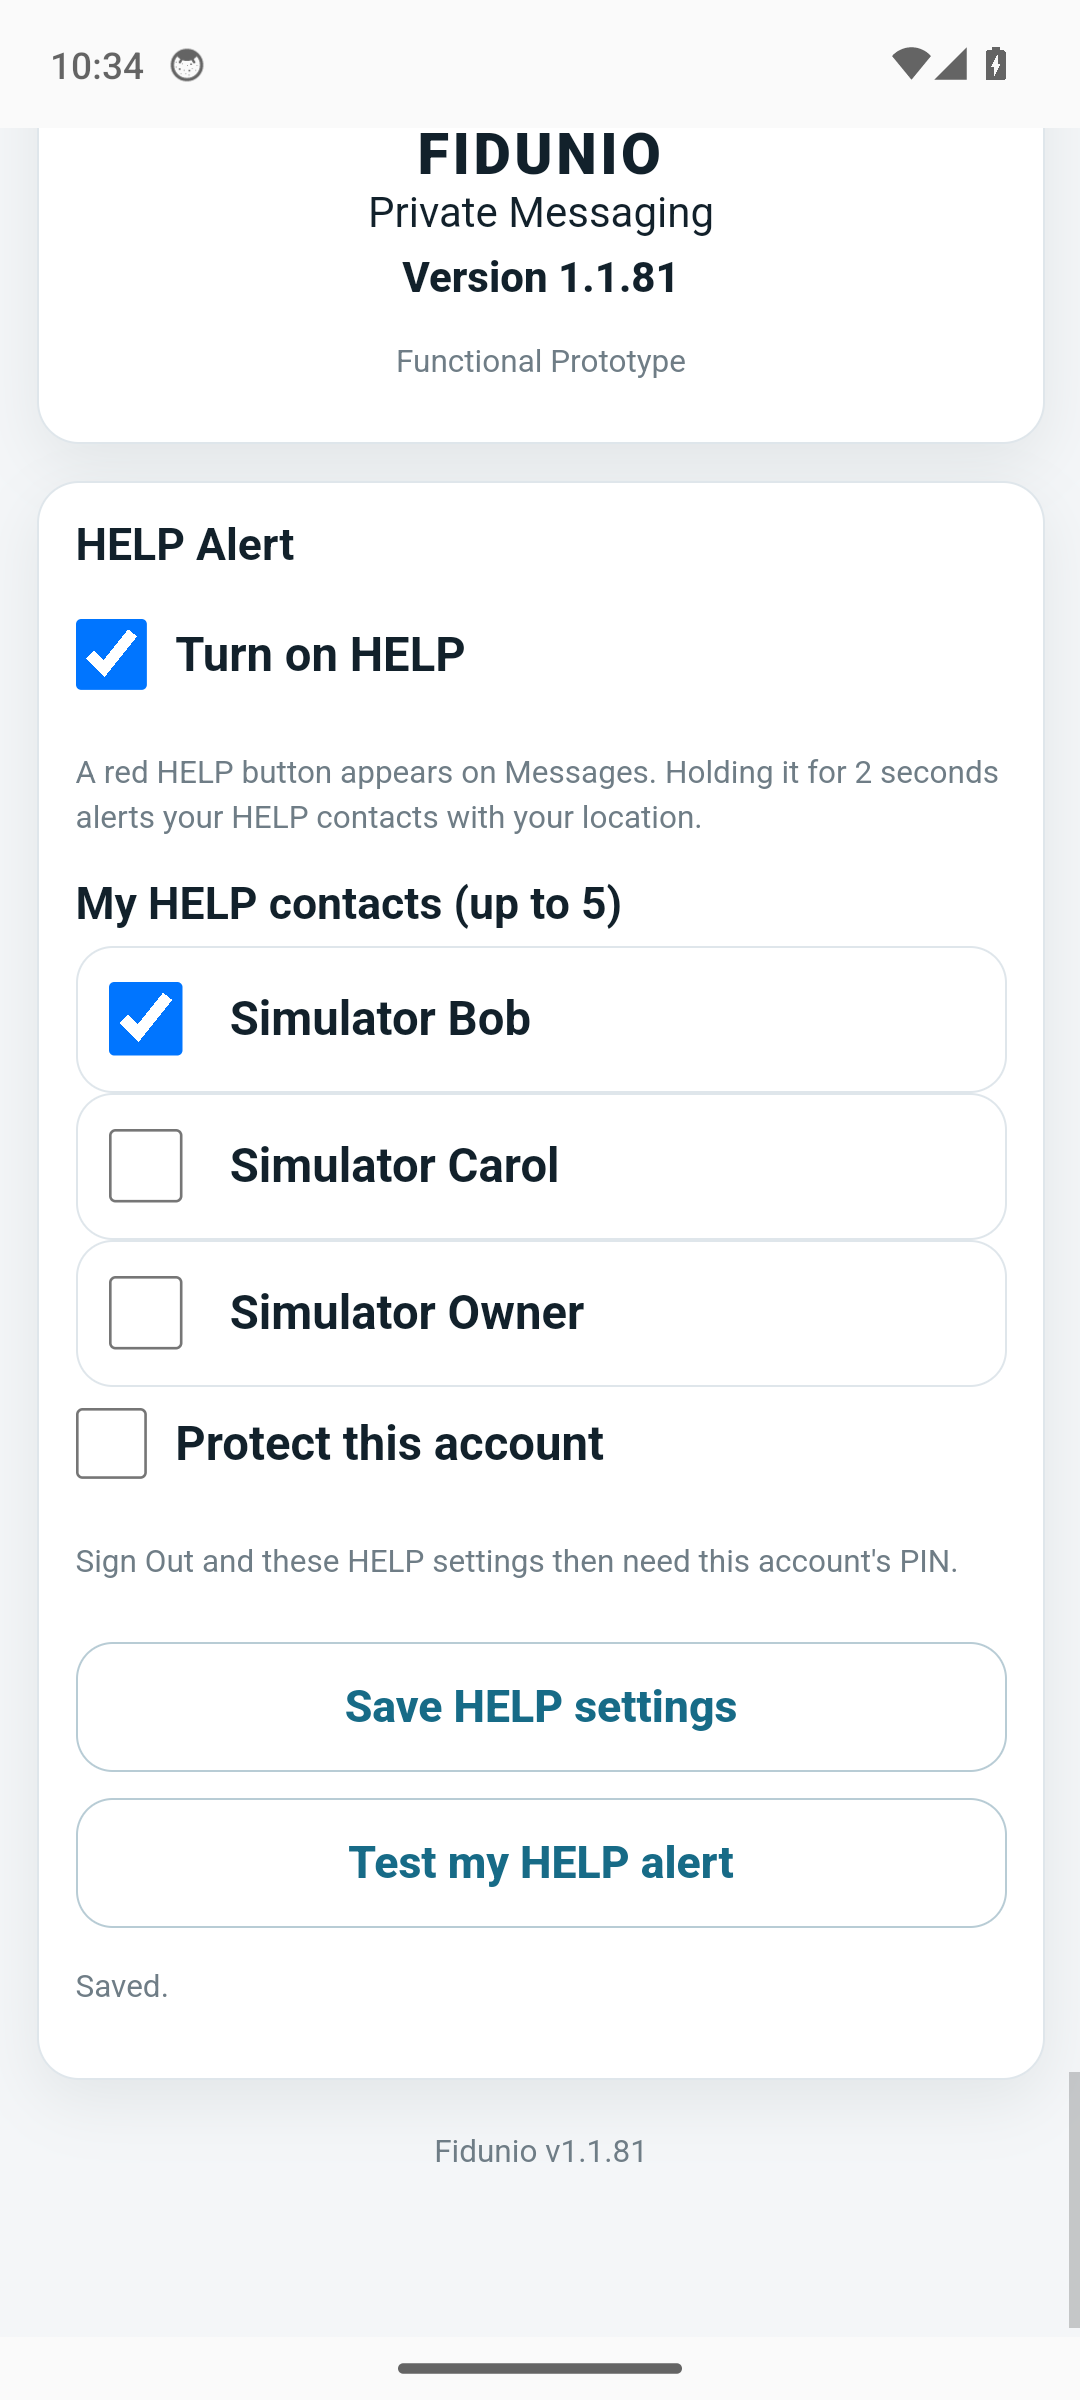 10:34
FIDUNIO
Private Messaging
Version 1.1.81
Functional Prototype
HELP Alert
Turn on HELP
A red HELP button appears on Messages. Holding it for 2 seconds
alerts your HELP contacts with your location.
My HELP contacts (up to 5)
Simulator Bob
Simulator Carol
Simulator Owner
Protect this account
Sign Out and these HELP settings then need this account's PIN.
Save HELP settings
Test my HELP alert
Saved.
Fidunio v1.1.81